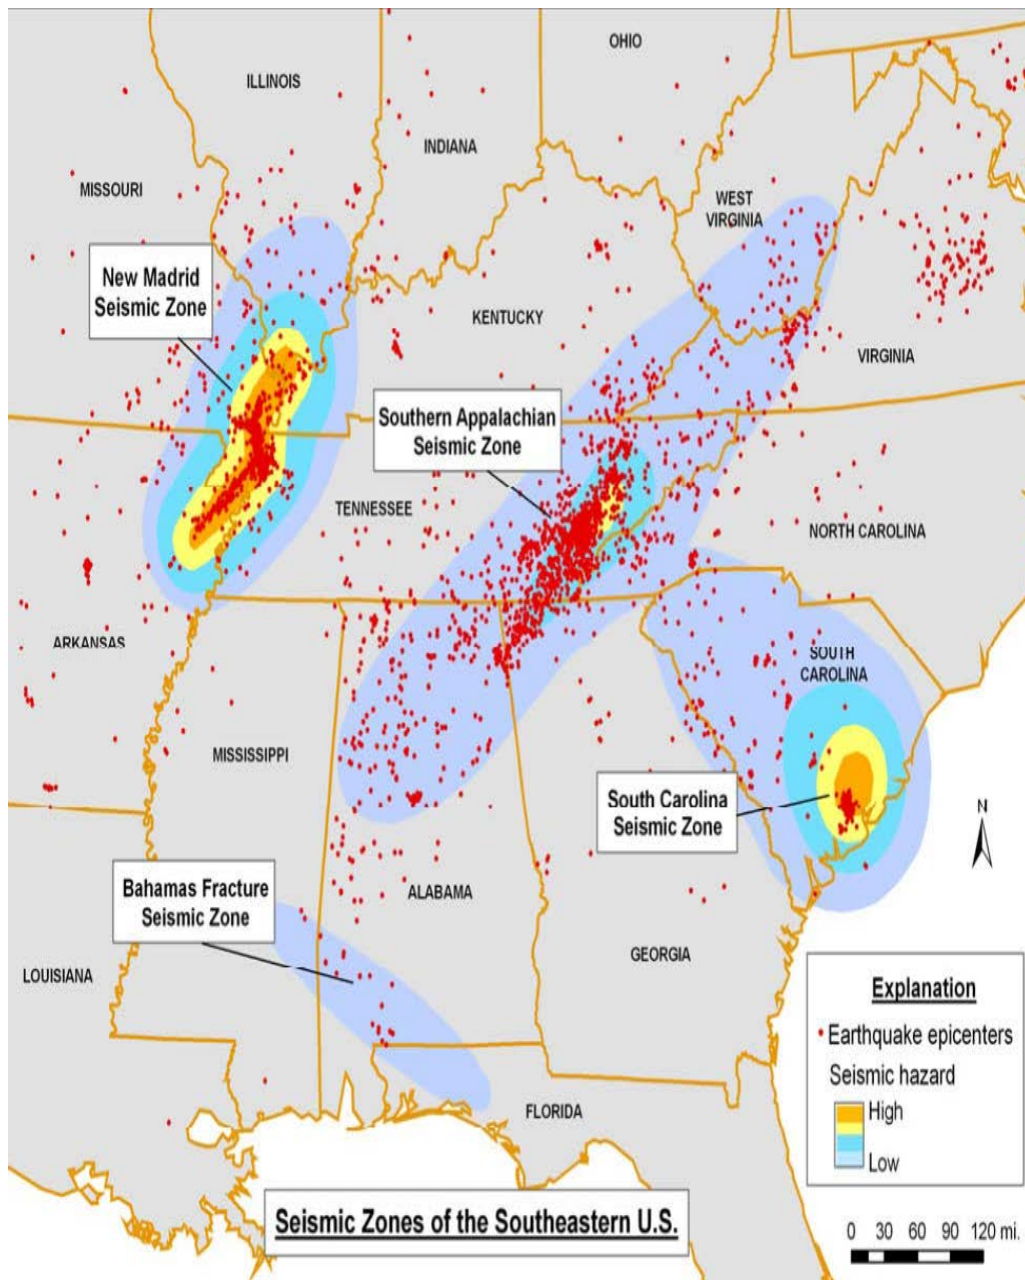 OHIO
ILLINOIS
INDIANA
MISSOURI
WEST
VIRGINIA
New Madrid
Seismic Zone
KENTUCKY
VIRGINIA
Southern Appalachian
Seismic Zone
TENNESSEE
NORTH CAROLINA
ARKANSAS
SOUTH
CAROLINA
MISSISSIPPI
South Carolina
Seismic Zone
N
Bahamas Fracture
Seismic Zone
ALABAMA
GEORGIA
LOUISIANA
Explanation
Earthquake epicenters
Seismic hazard
High
Low
FLORIDA
Seismic Zones of the Southeastern U.S.
0 30 60 90 120 mi.